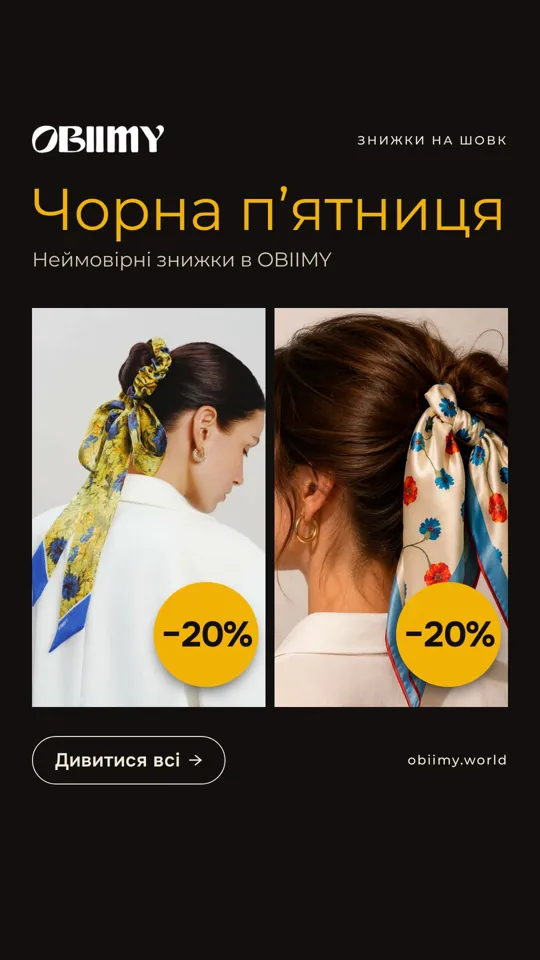 OBIIMY
ЗНИЖКИ НА ШОВК
Чорна п’ятниця
Неймовірні знижки в OBIIMY
−20%
−20%
Дивитися всі →
obiimy.world